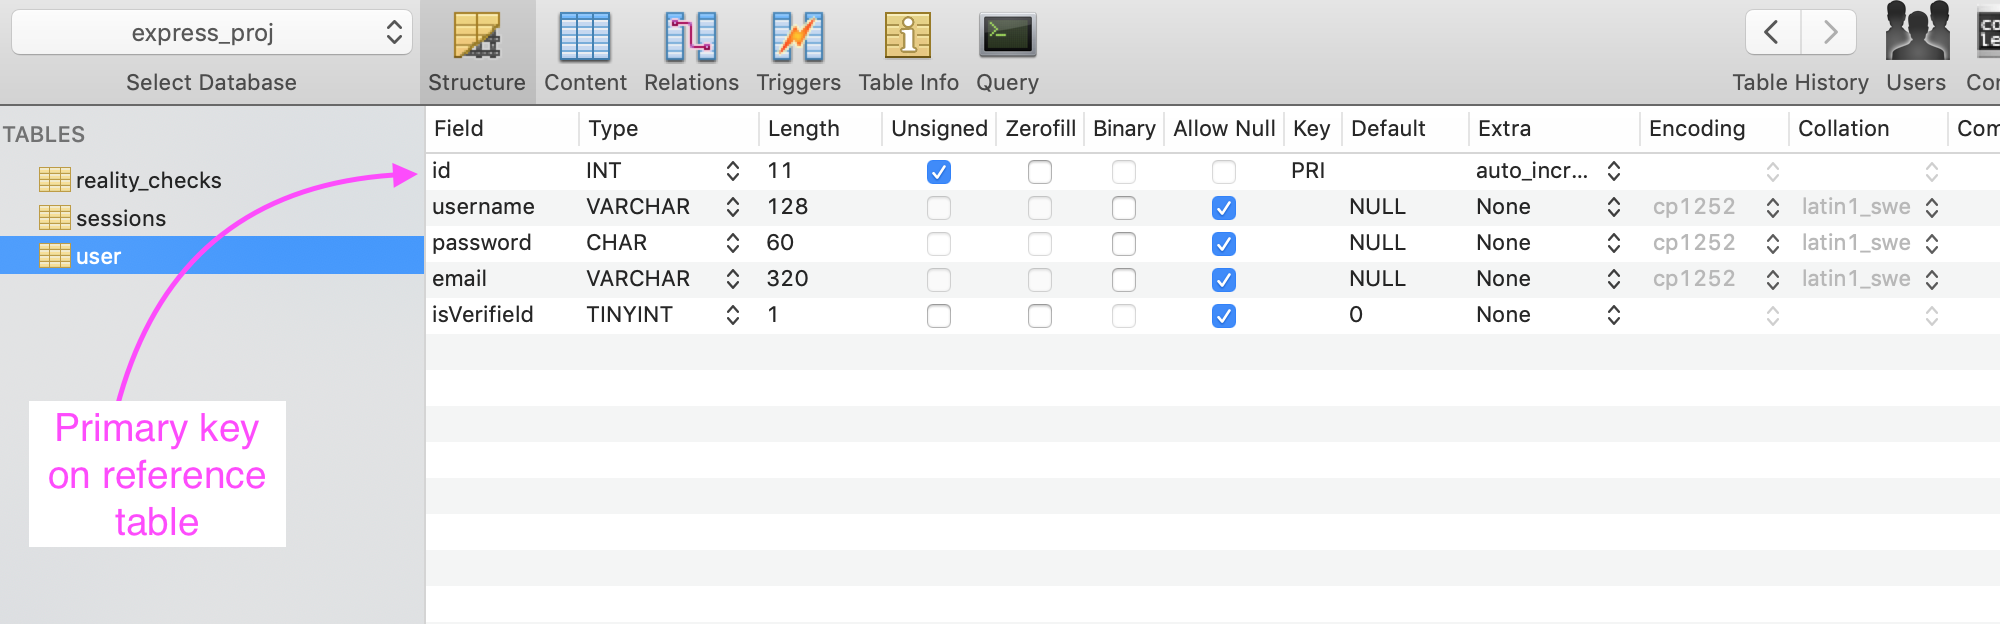 express_proj
Select Database
Structure Content Relations Triggers Table Info Query
Table History Users Con
TABLES
reality_checks
sessions
user
Primary key
on reference
table
Field Type Length Unsigned Zerofill Binary Allow Null Key Default Extra Encoding Collation Com
id INT 11 PRI auto_incr...
username VARCHAR 128 NULL None cp1252 latin1_swe
password CHAR 60 NULL None cp1252 latin1_swe
email VARCHAR 320 NULL None cp1252 latin1_swe
isVerifield TINYINT 1 0 None